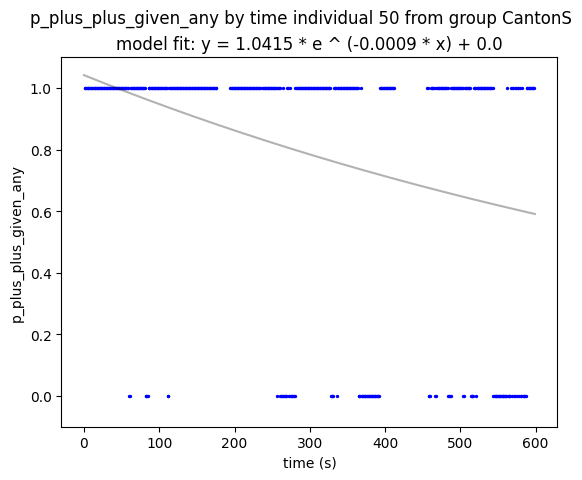 p_plus_plus_given_any by time individual 50 from group CantonS
model fit: y = 1.0415 * e ^ (-0.0009 * x) + 0.0
1.0
0.8
0.6
0.4
0.2
0.0
p_plus_plus_given_any
0 100 200 300 400 500 600
time (s)